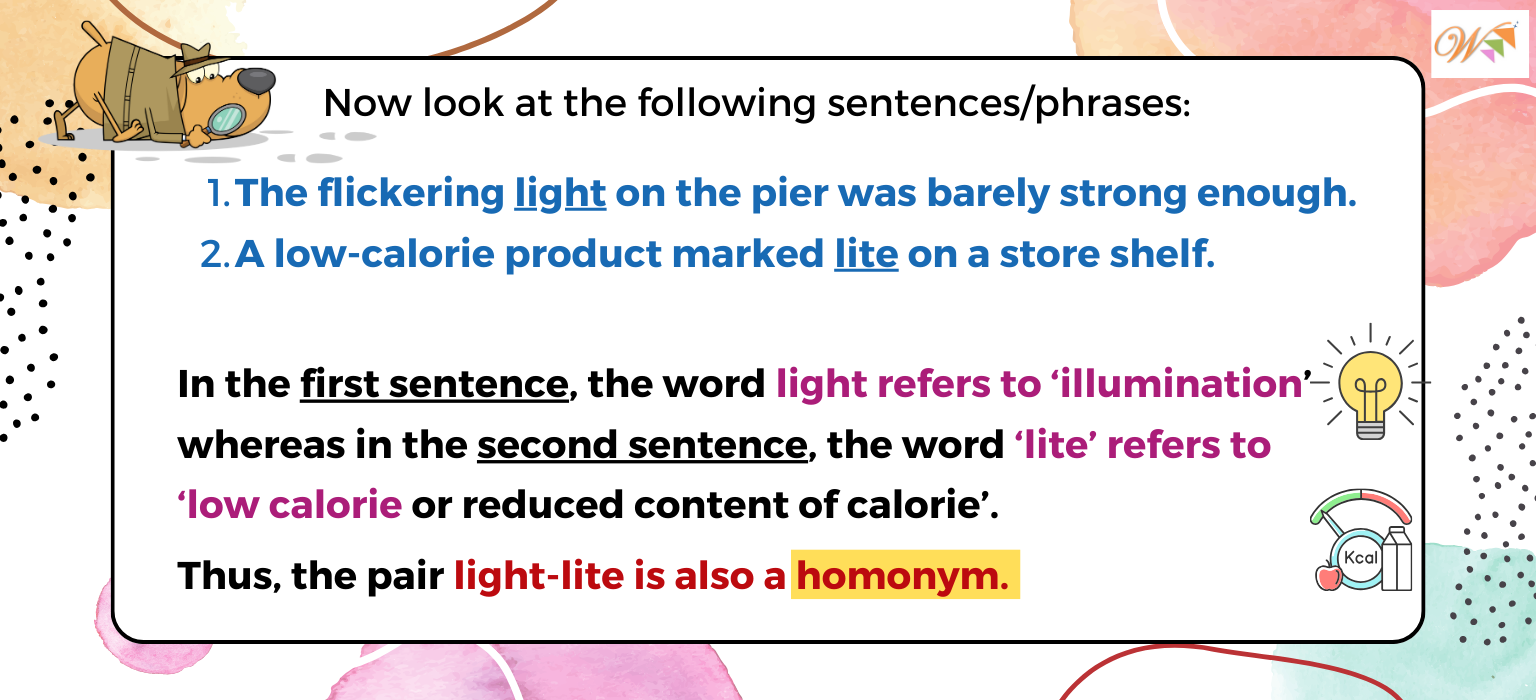 W
Now look at the following sentences/phrases:
1. The flickering light on the pier was barely strong enough.
2. A low-calorie product marked lite on a store shelf.
In the first sentence, the word light refers to ‘illumination’
whereas in the second sentence, the word ‘lite’ refers to
‘low calorie or reduced content of calorie’.
Thus, the pair light-lite is also a homonym.
Kcal